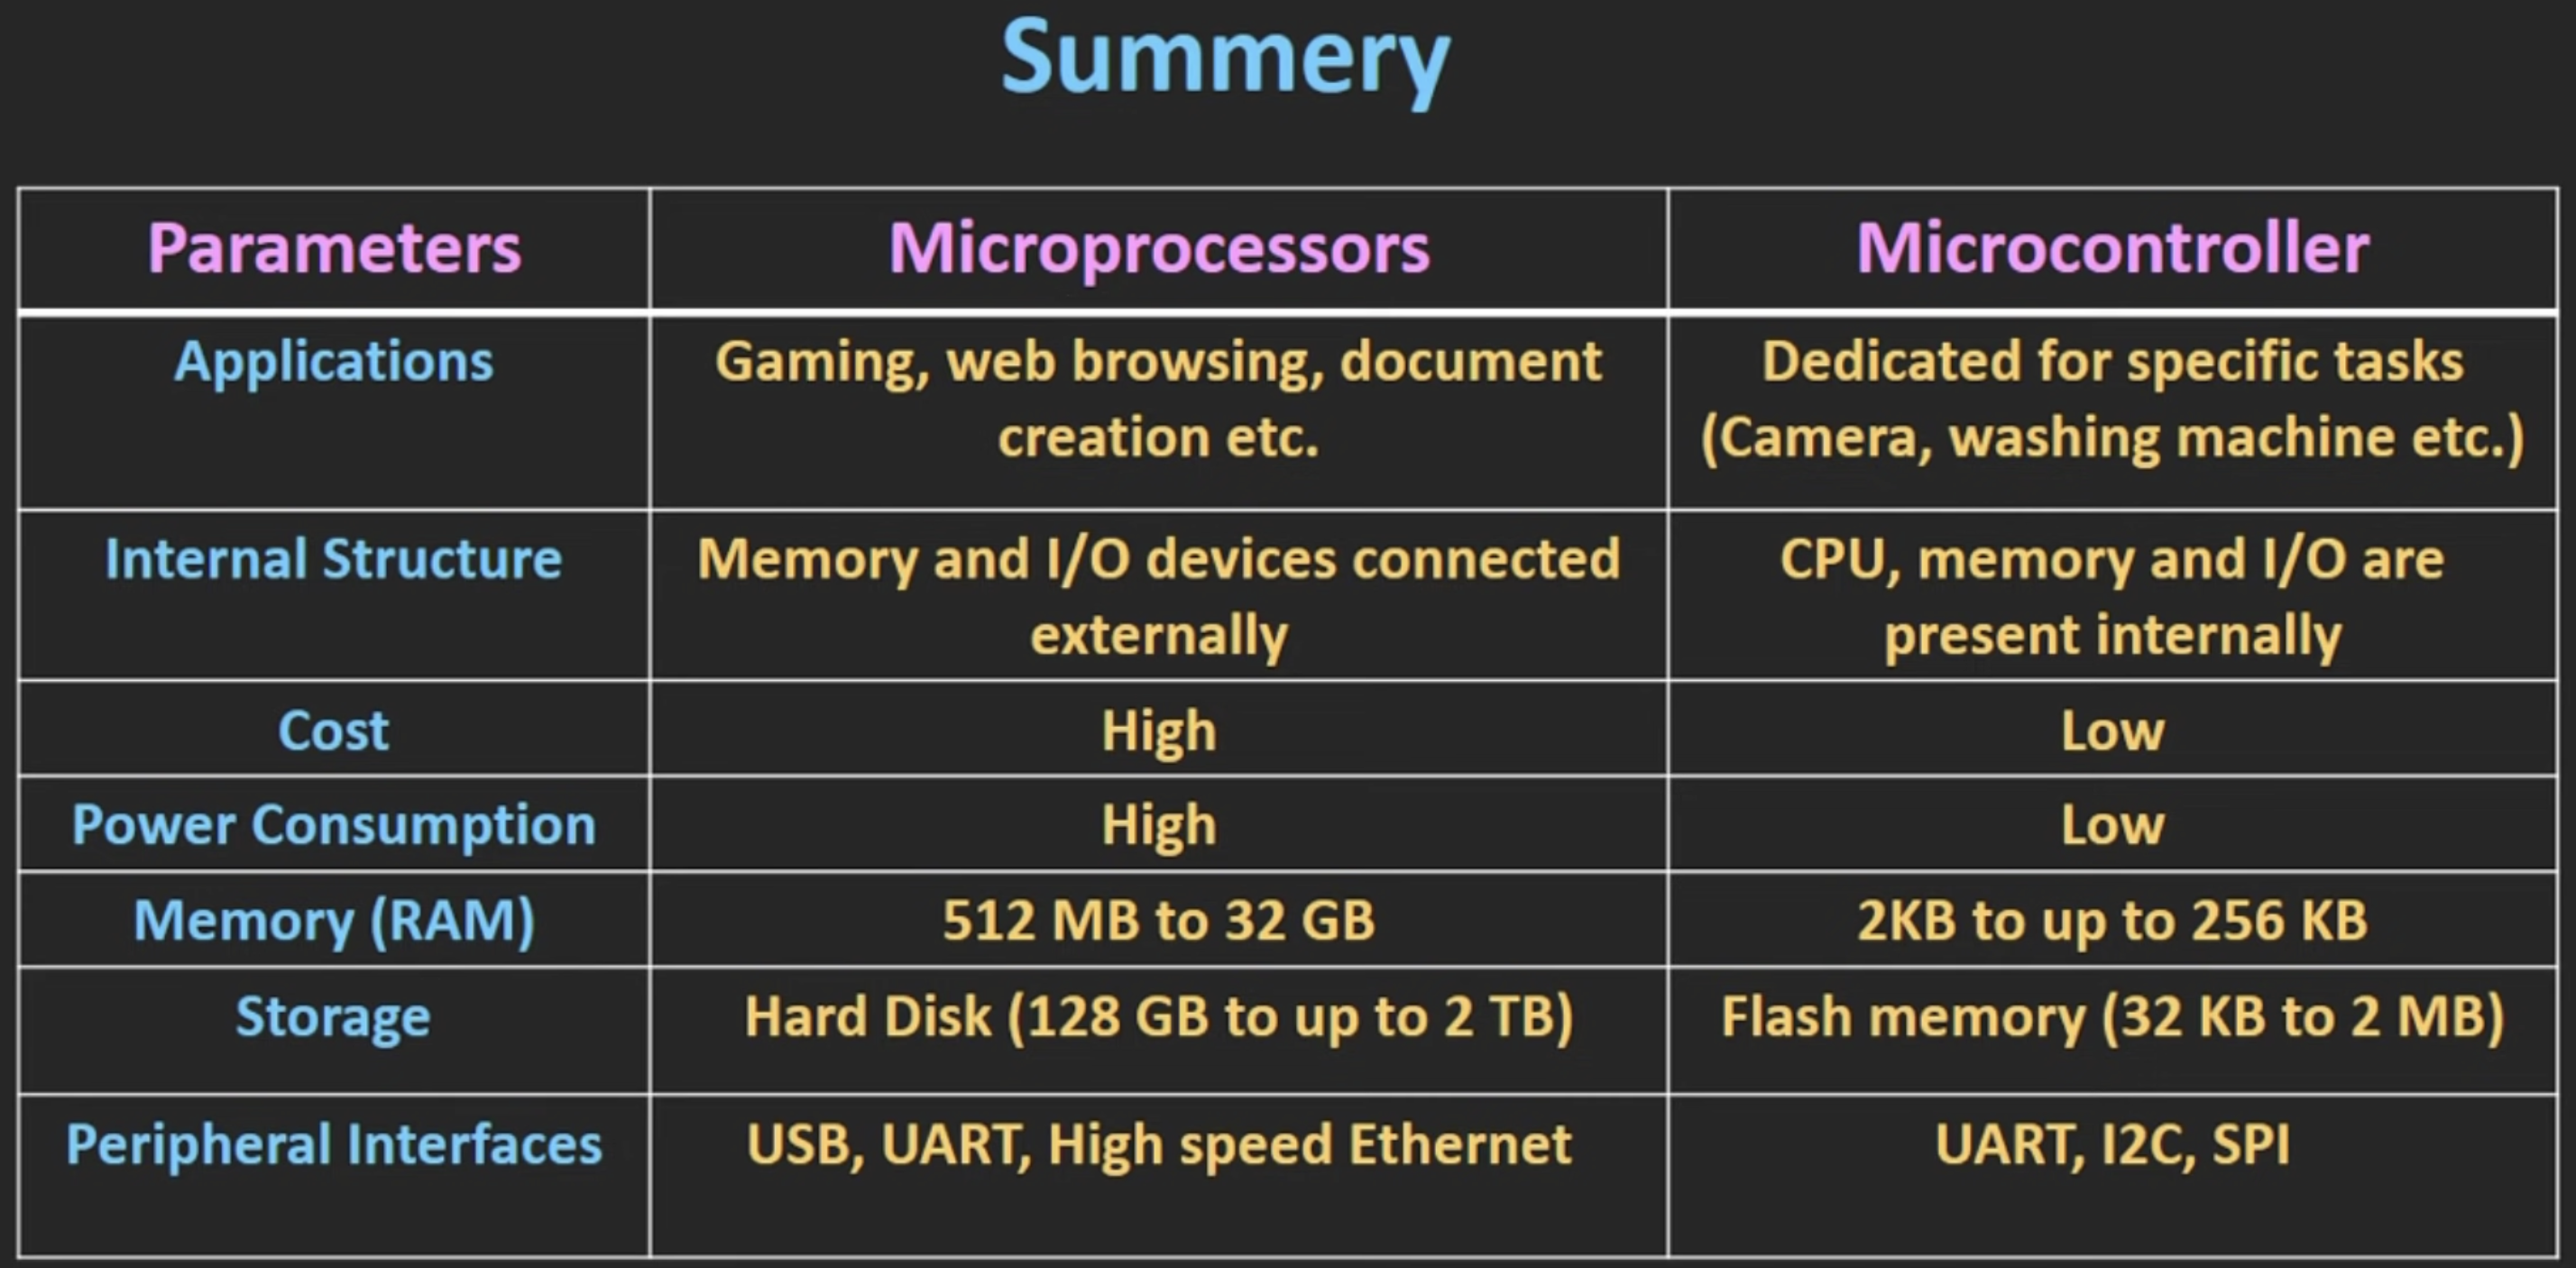 Summery
Parameters
Microprocessors
Microcontroller
Applications
Gaming, web browsing, document
creation etc.
Dedicated for specific tasks
(Camera, washing machine etc.)
Internal Structure
Memory and I/O devices connected
externally
CPU, memory and I/O are
present internally
Cost
High
Low
Power Consumption
High
Low
Memory (RAM)
512 MB to 32 GB
2KB to up to 256 KB
Storage
Hard Disk (128 GB to up to 2 TB)
Flash memory (32 KB to 2 MB)
Peripheral Interfaces
USB, UART, High speed Ethernet
UART, I2C, SPI